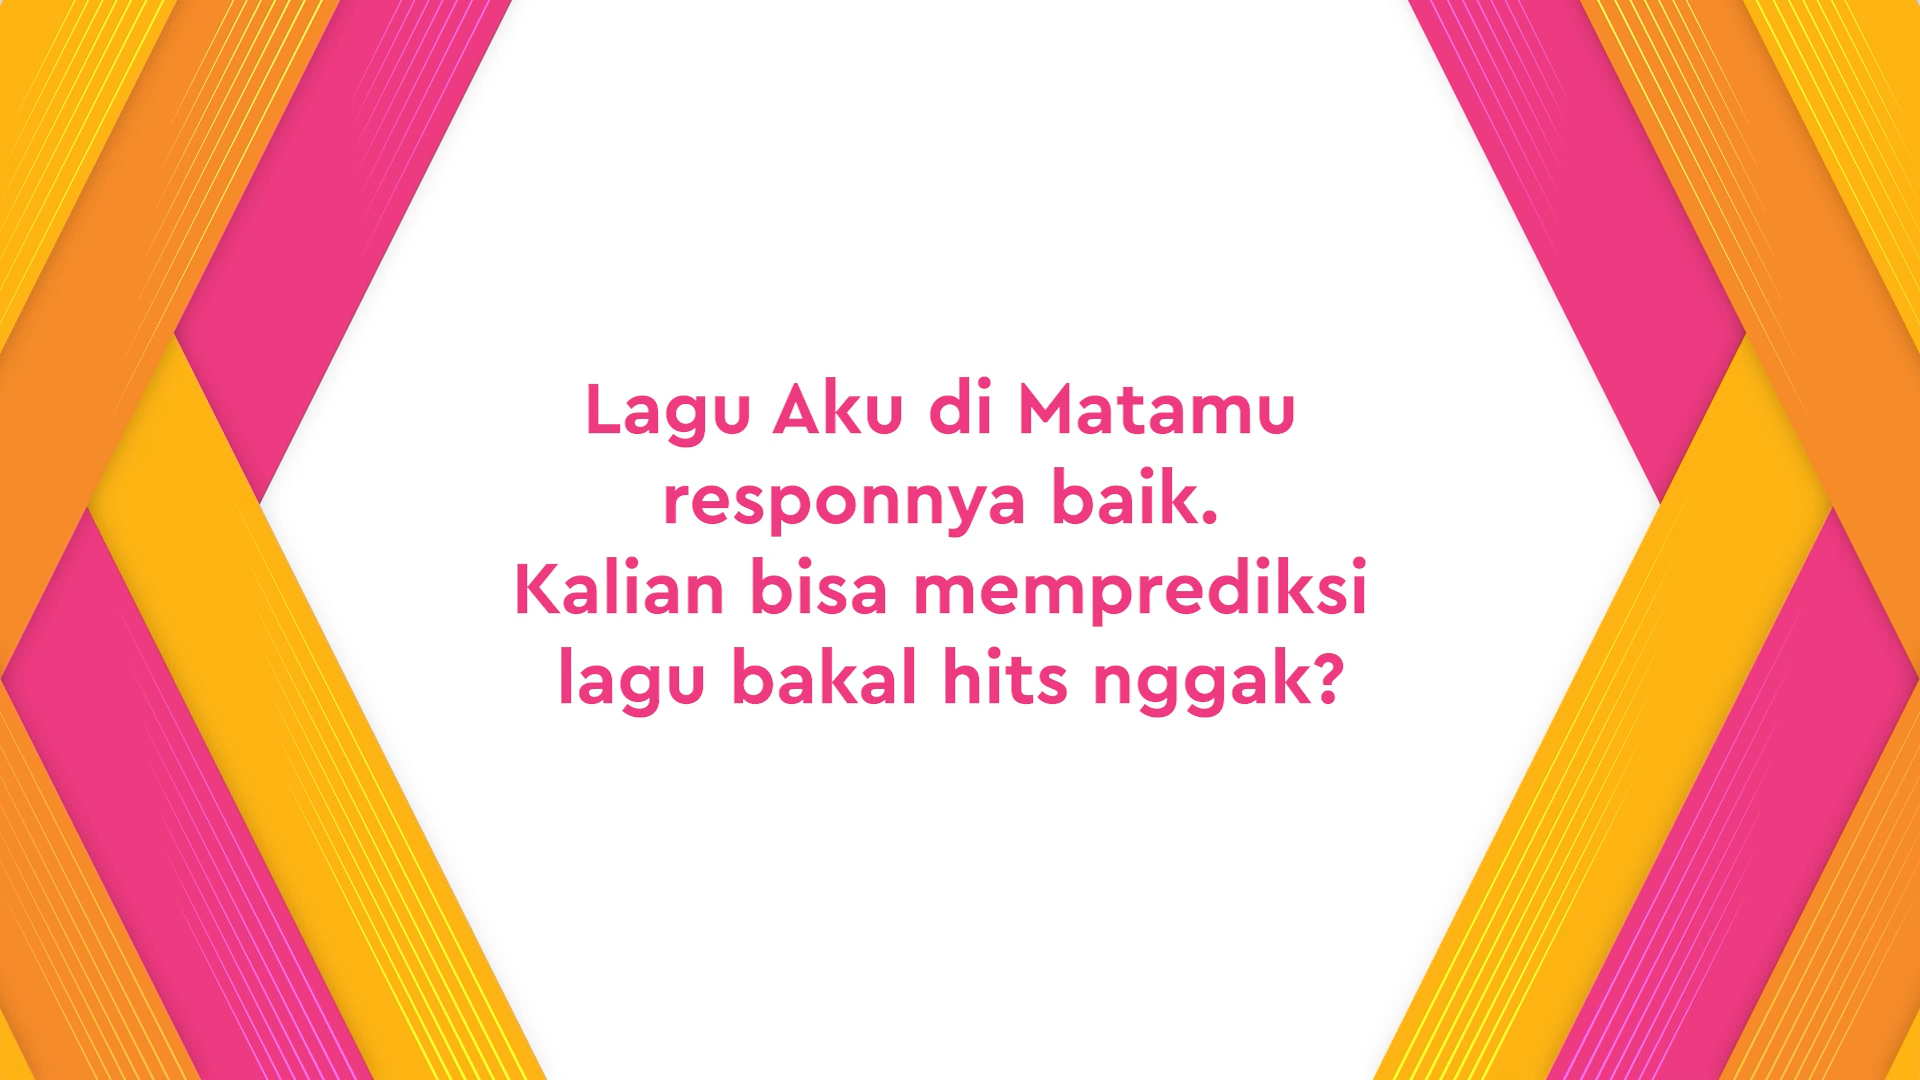 Lagu Aku di Matamu
responnya baik.
Kalian bisa memprediksi
lagu bakal hits nggak?